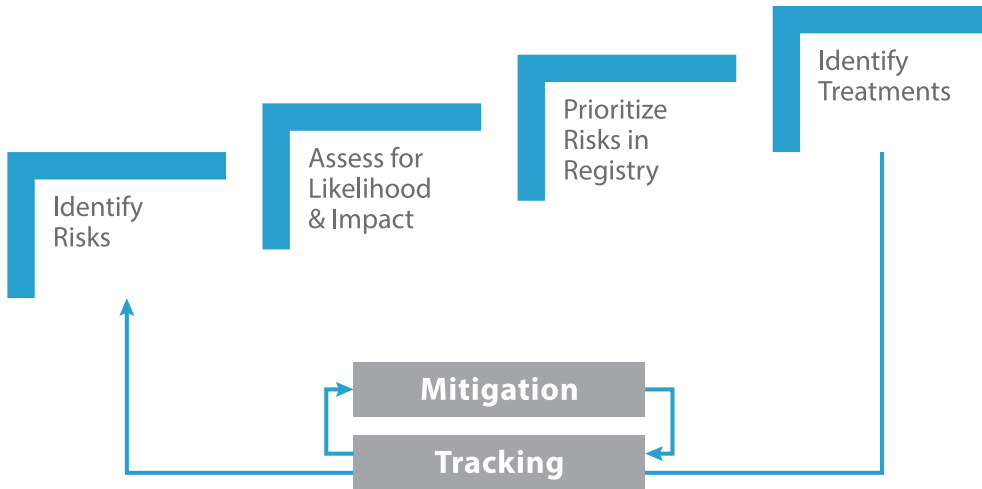 Identify
Risks
Assess for
Likelihood
& Impact
Prioritize
Risks in
Registry
Identify
Treatments
Mitigation
Tracking